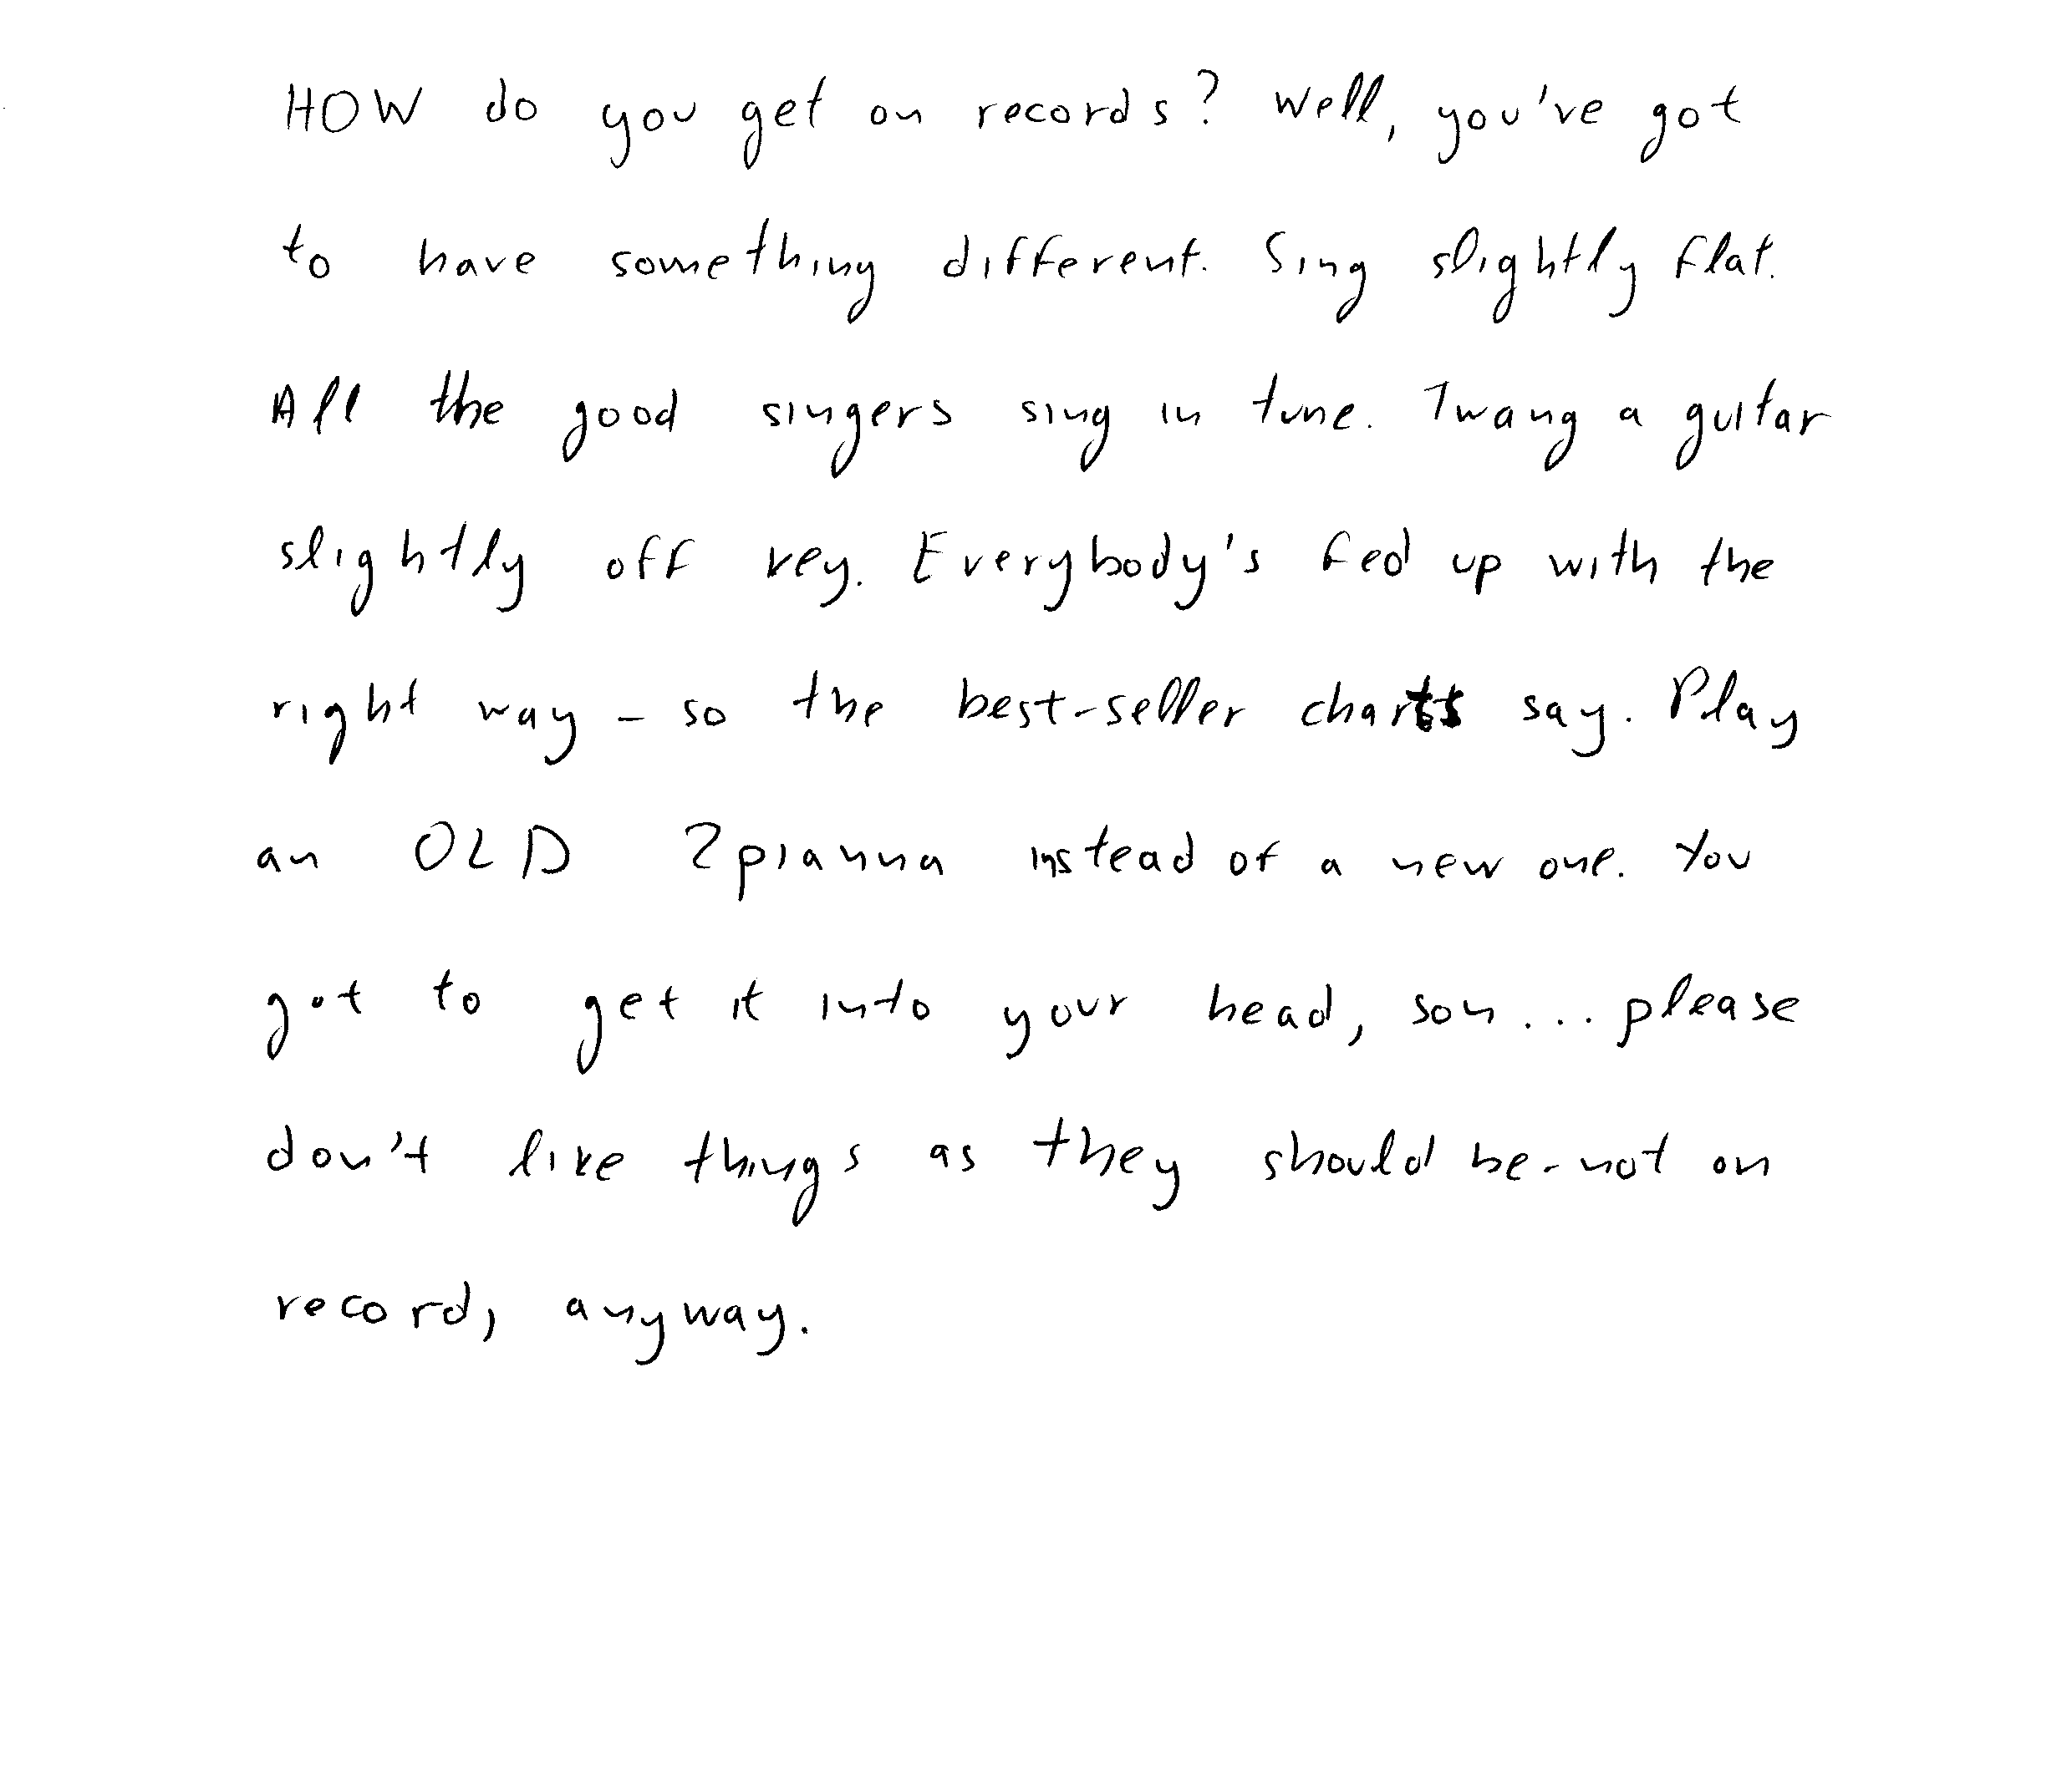 HOW do you get on records? Well, you've got
to have something different. Sing slightly flat.
All the good singers sing in tune. Twang a guitar
slightly off key. Everybody's fed up with the
right way - so the best-seller charts say. Play
an OLD ?pianna instead of a new one. You
got to get it into your head, son... please
don't like things as they should be - not on
record, anyway.